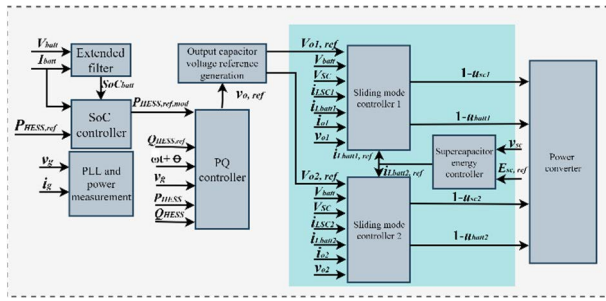 V_batt
I_batt
Extended
filter
SoC_batt
SoC
controller
P_HESS,ref
P_HESS,ref,mod
v_g
i_g
PLL and
power
measurement
Output capacitor
voltage reference
generation
v_o, ref
Q_HESS,ref
ωt+ Θ
v_g
P_HESS
Q_HESS
PQ
controller
V_o1, ref
V_batt
V_SC
i_LSC1
i_Lbatt1
i_o1
v_o1
Sliding mode
controller 1
1-u_sc1
1-u_batt1
i_Lbatt1, ref
i_Lbatt2, ref
Supercapacitor
energy
controller
v_sc
E_sc, ref
V_o2, ref
V_batt
V_SC
i_LSC2
i_Lbatt2
i_o2
v_o2
Sliding mode
controller 2
1-u_sc2
1-u_batt2
Power
converter